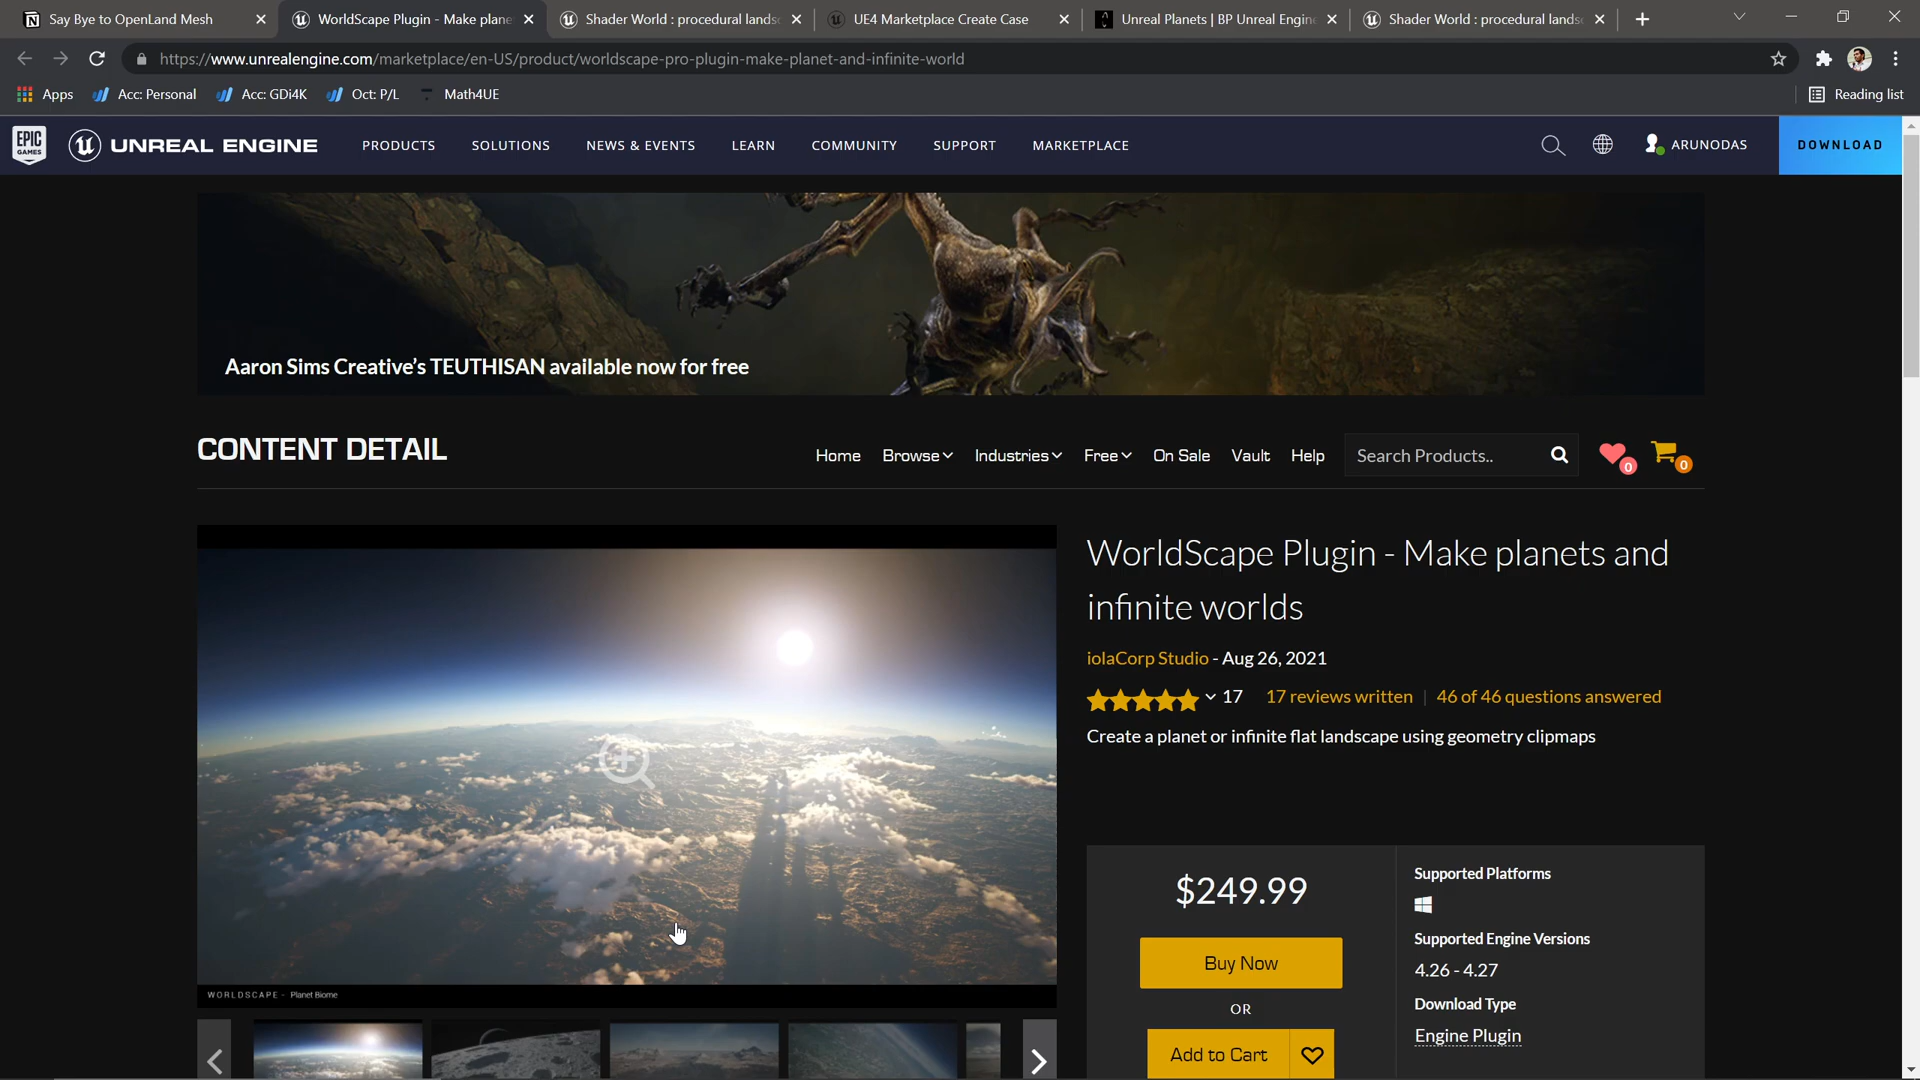 Say Bye to OpenLand Mesh
WorldScape Plugin - Make plane
Shader World : procedural lands
UE4 Marketplace Create Case
Unreal Planets | BP Unreal Engin
Shader World : procedural lands
https://www.unrealengine.com/marketplace/en-US/product/worldscape-pro-plugin-make-planet-and-infinite-world
Apps
Acc: Personal
Acc: GDi4K
Oct: P/L
Math4UE
Reading list
EPIC GAMES
UNREAL ENGINE
PRODUCTS
SOLUTIONS
NEWS & EVENTS
LEARN
COMMUNITY
SUPPORT
MARKETPLACE
ARUNODAS
DOWNLOAD
Aaron Sims Creative's TEUTHISAN available now for free
CONTENT DETAIL
Home
Browse
Industries
Free
On Sale
Vault
Help
Search Products..
0
0
WorldScape Plugin - Make planets and
infinite worlds
iolaCorp Studio - Aug 26, 2021
17
17 reviews written | 46 of 46 questions answered
Create a planet or infinite flat landscape using geometry clipmaps
WORLDSCAPE - Planet Biome
$249.99
Buy Now
OR
Add to Cart
Supported Platforms
Supported Engine Versions
4.26 - 4.27
Download Type
Engine Plugin